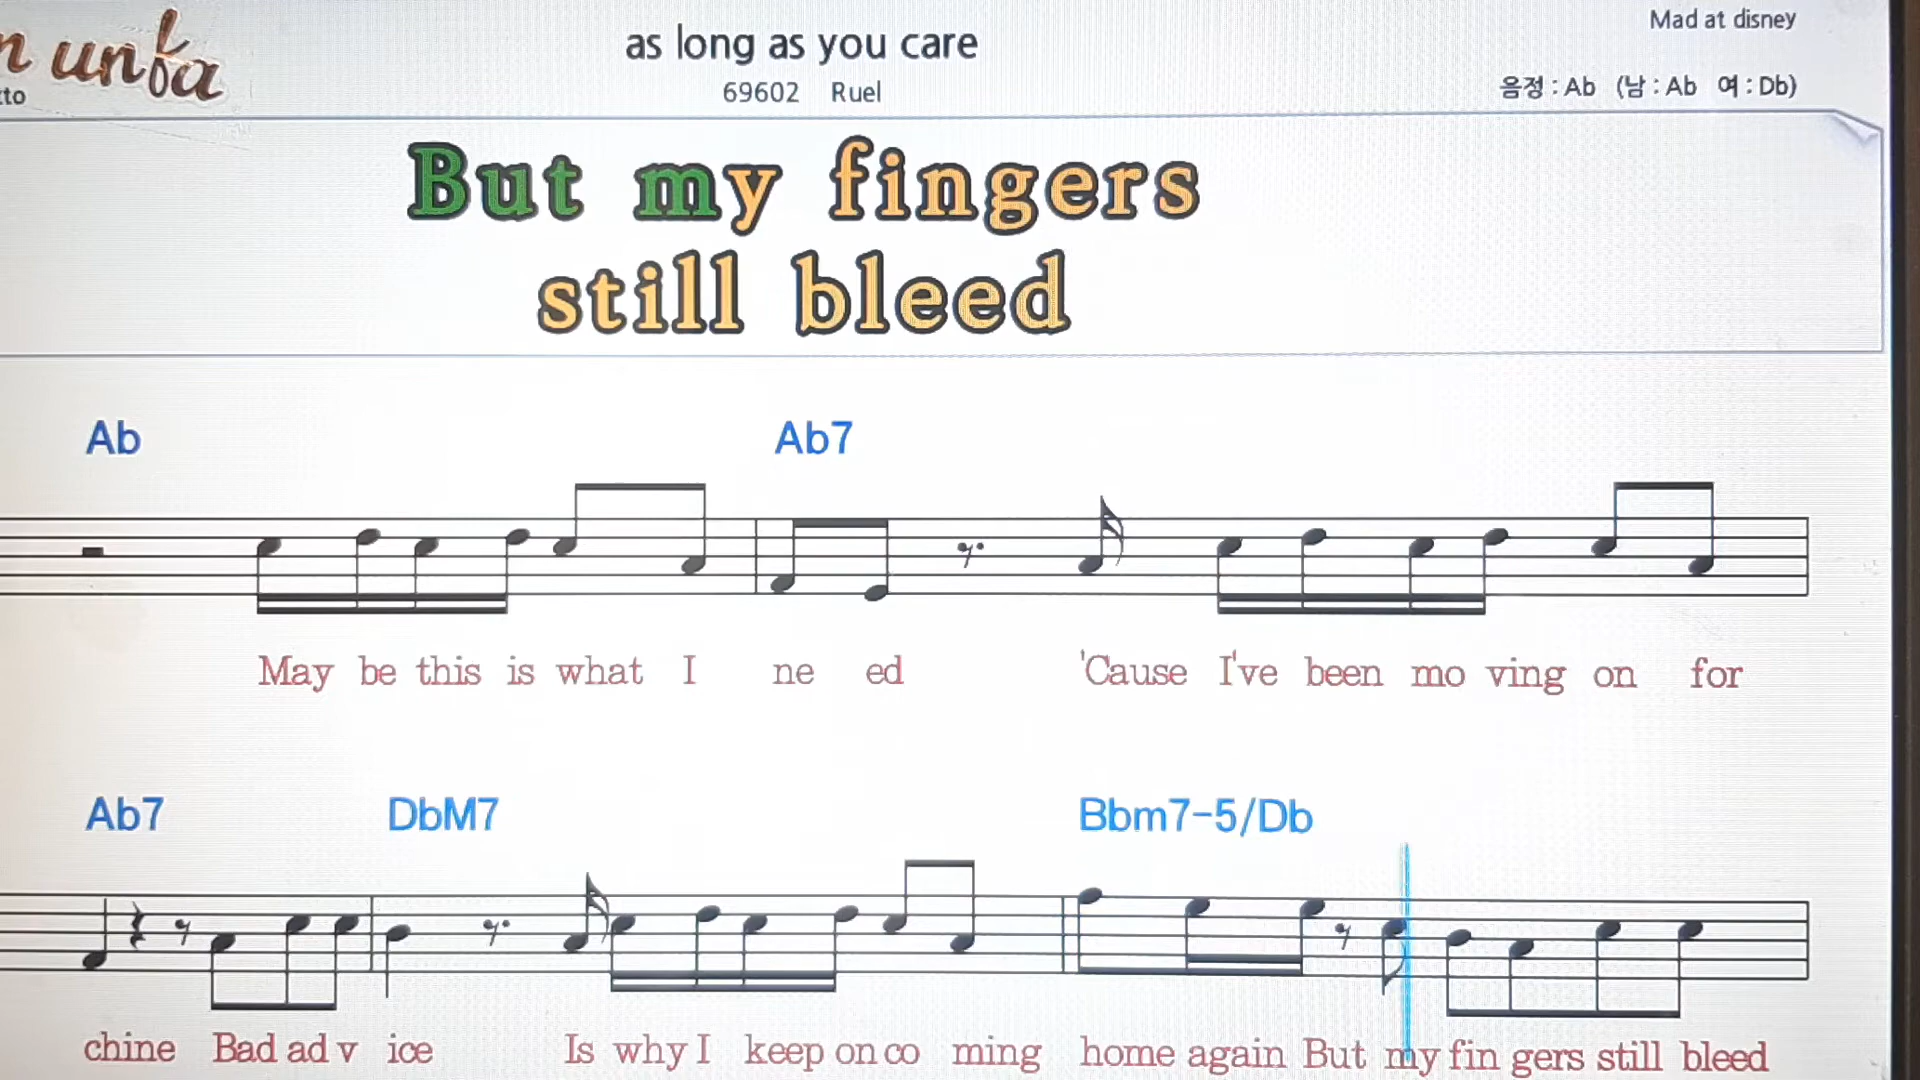 n unfa
to
as long as you care
69602 Ruel
Mad at disney
음정 : Ab (남 : Ab 여 : Db)
But my fingers
still bleed
Ab Ab7
May be this is what I ne ed 'Cause I've been mo ving on for
Ab7 DbM7 Bbm7-5/Db
chine Bad ad v ice Is why I keep on co ming home again But my fin gers still bleed